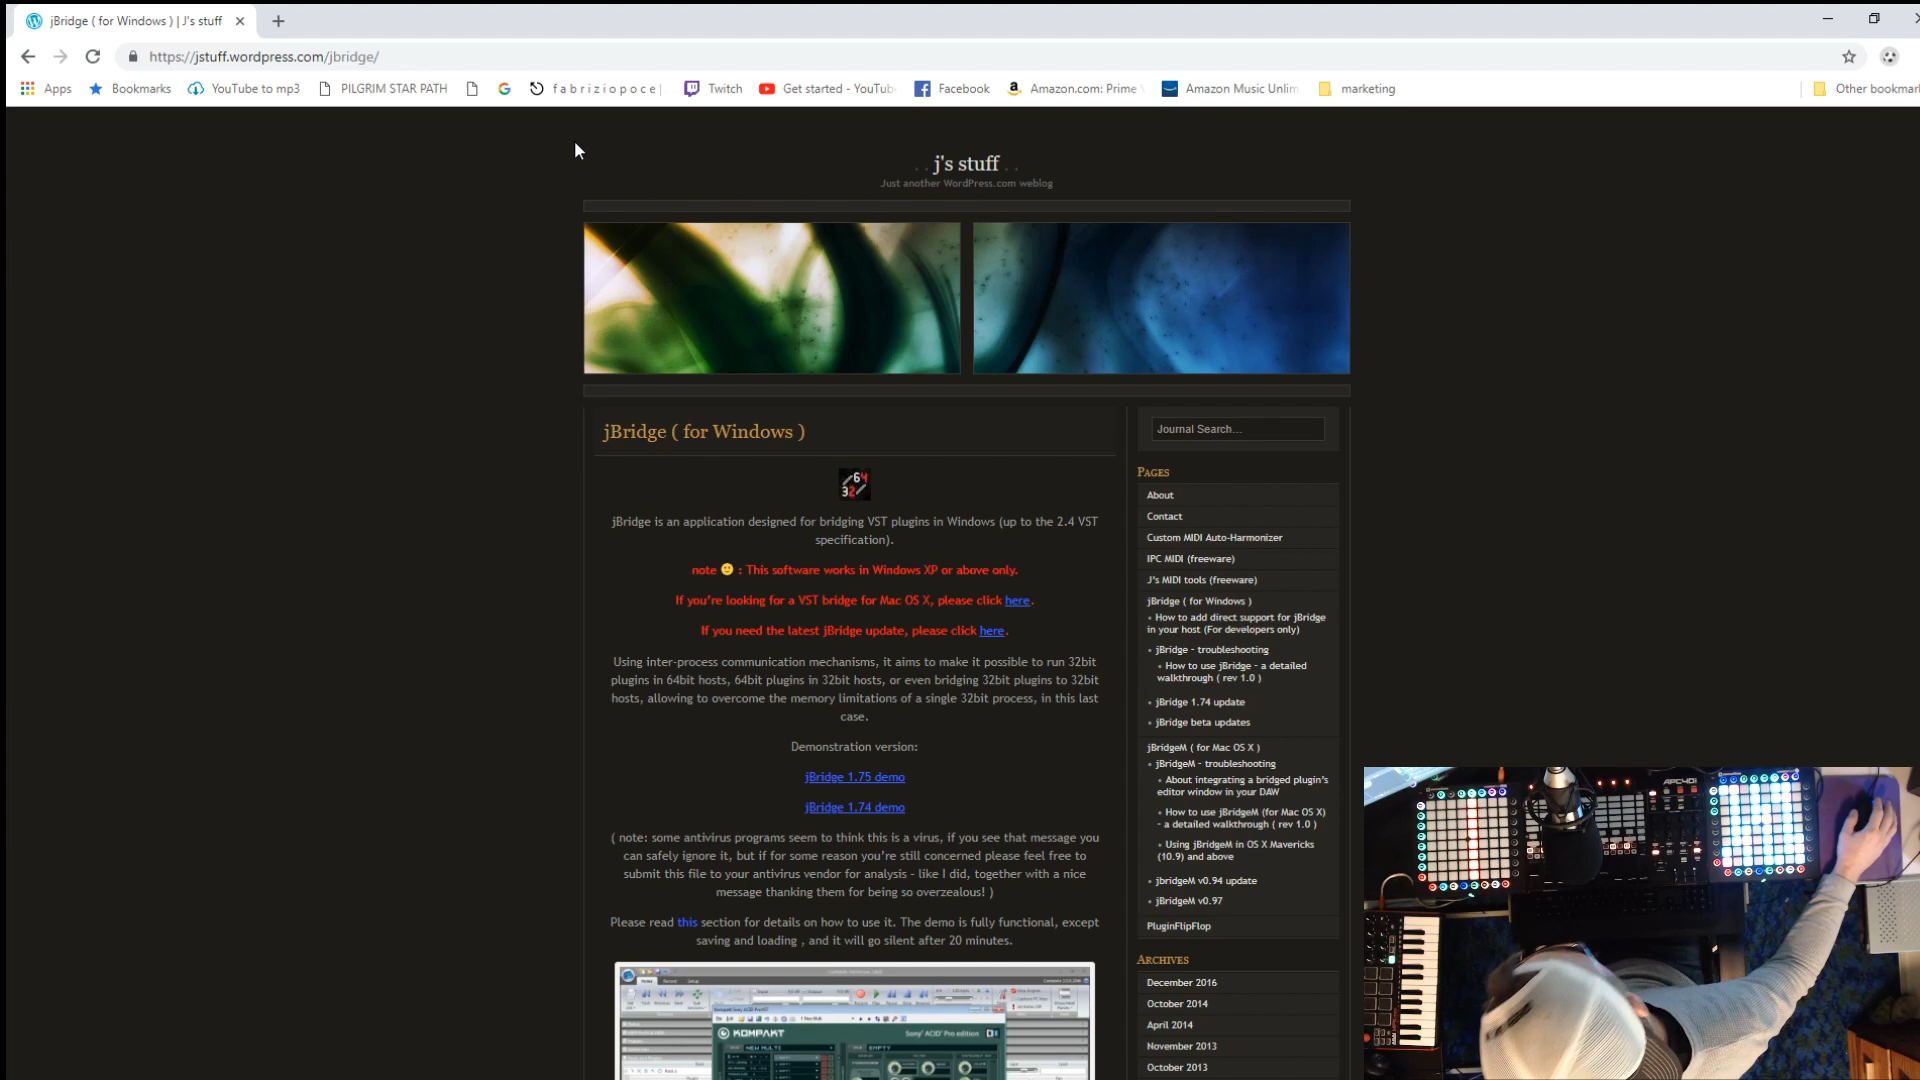 jBridge ( for Windows ) | J's stuff
https://jstuff.wordpress.com/jbridge/
Apps
Bookmarks
YouTube to mp3
PILGRIM STAR PATH
f a b r i z i o p o c e |
Twitch
Get started - YouTub
Facebook
Amazon.com: Prime
Amazon Music Unlim
marketing
Other bookmar
. . j's stuff . .
Just another WordPress.com weblog
jBridge ( for Windows )
64
32
jBridge is an application designed for bridging VST plugins in Windows (up to the 2.4 VST
specification).
note 🙂 : This software works in Windows XP or above only.
If you’re looking for a VST bridge for Mac OS X, please click here.
If you need the latest jBridge update, please click here.
Using inter-process communication mechanisms, it aims to make it possible to run 32bit
plugins in 64bit hosts, 64bit plugins in 32bit hosts, or even bridging 32bit plugins to 32bit
hosts, allowing to overcome the memory limitations of a single 32bit process, in this last
case.
Demonstration version:
jBridge 1.75 demo
jBridge 1.74 demo
( note: some antivirus programs seem to think this is a virus, if you see that message you
can safely ignore it, but if for some reason you’re still concerned please feel free to
submit this file to your antivirus vendor for analysis - like I did, together with a nice
message thanking them for being so overzealous! )
Please read this section for details on how to use it. The demo is fully functional, except
saving and loading , and it will go silent after 20 minutes.
KOMPAKT
Sony ACID Pro edition
NEW MULTI
EMPTY
Journal Search...
Pages
About
Contact
Custom MIDI Auto-Harmonizer
IPC MIDI (freeware)
J's MIDI tools (freeware)
jBridge ( for Windows )
How to add direct support for jBridge
in your host (For developers only)
jBridge - troubleshooting
How to use jBridge - a detailed
walkthrough ( rev 1.0 )
jBridge 1.74 update
jBridge beta updates
jBridgeM ( for Mac OS X )
jBridgeM - troubleshooting
About integrating a bridged plugin's
editor window in your DAW
How to use jBridgeM (for Mac OS X)
- a detailed walkthrough ( rev 1.0 )
Using jBridgeM in OS X Mavericks
(10.9) and above
jbridgeM v0.94 update
jBridgeM v0.97
PluginFlipFlop
Archives
December 2016
October 2014
April 2014
November 2013
October 2013
APC40